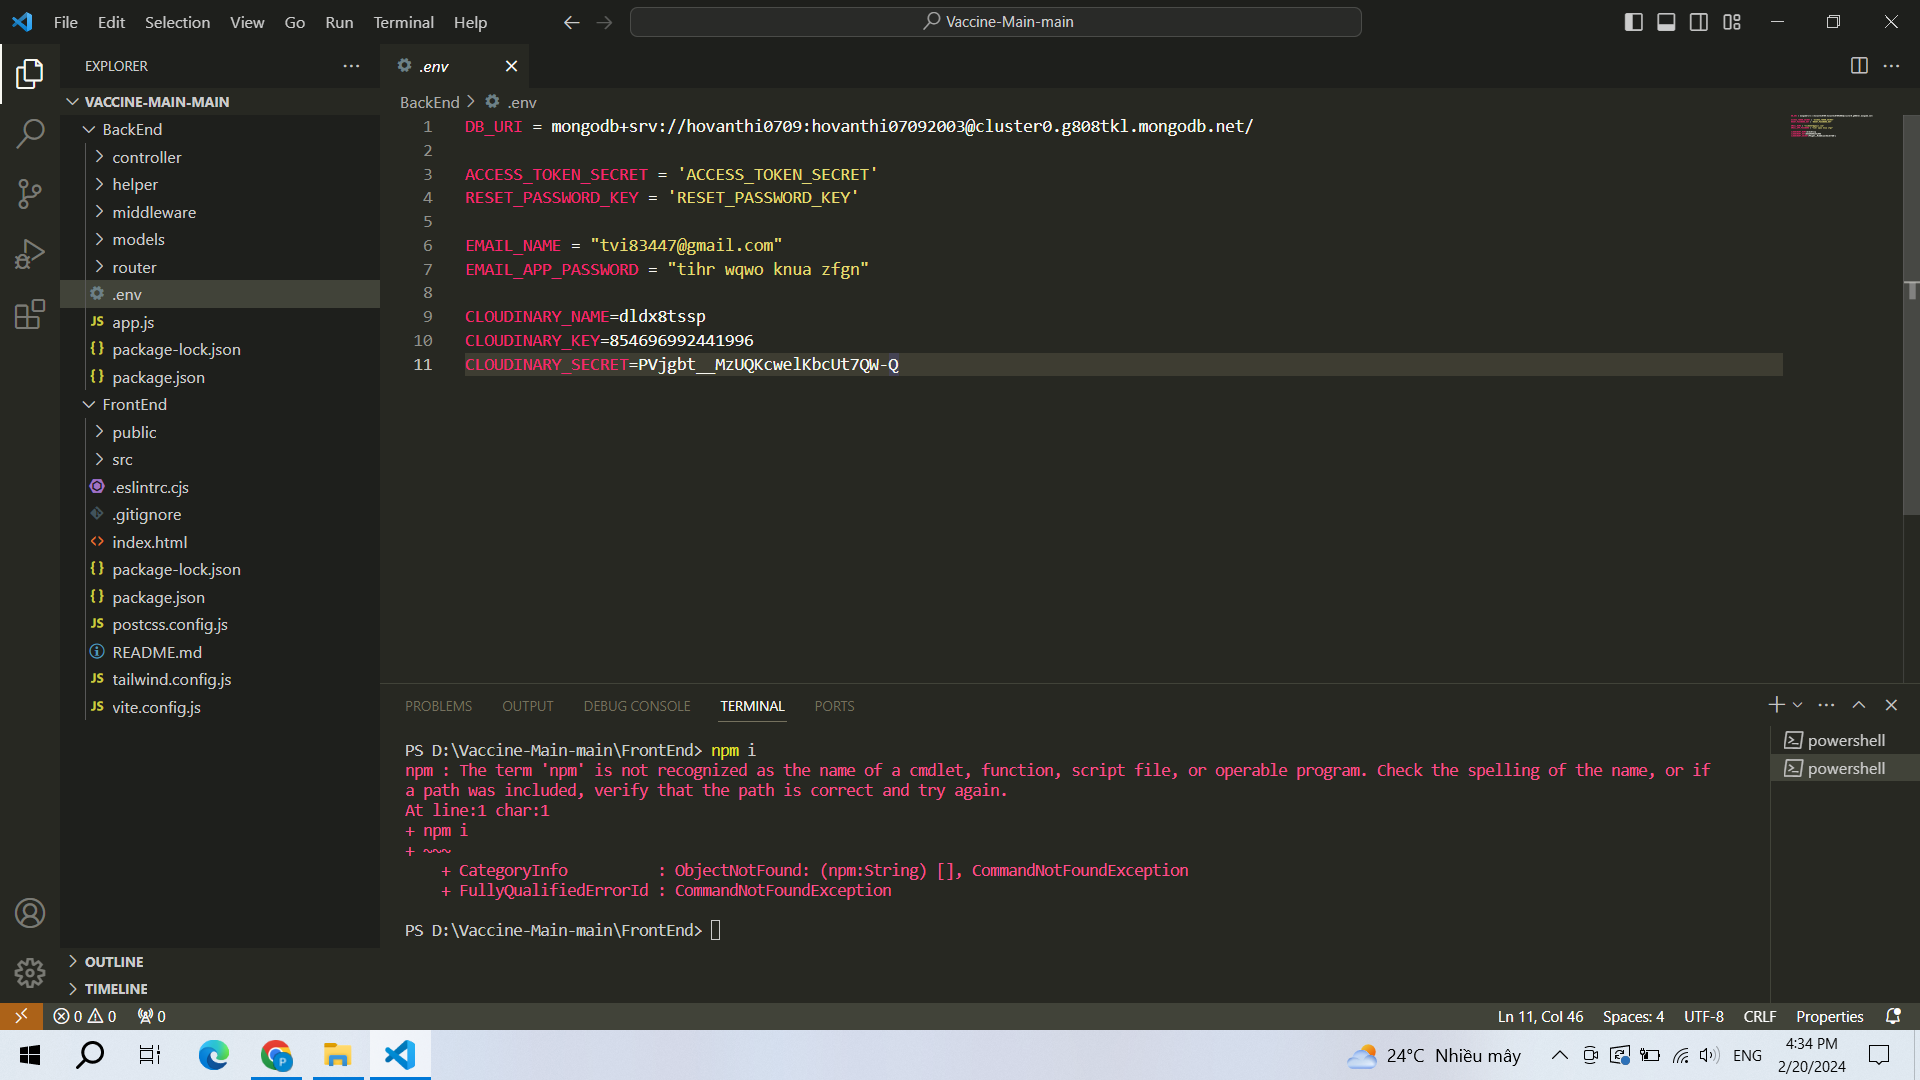 File Edit Selection View Go Run Terminal Help
Vaccine-Main-main
EXPLORER
VACCINE-MAIN-MAIN
BackEnd
controller
helper
middleware
models
router
.env
JS app.js
{} package-lock.json
{} package.json
FrontEnd
public
src
.eslintrc.cjs
.gitignore
<> index.html
{} package-lock.json
{} package.json
JS postcss.config.js
README.md
JS tailwind.config.js
JS vite.config.js
OUTLINE
TIMELINE
.env
BackEnd > .env
1 DB_URI = mongodb+srv://hovanthi0709:hovanthi07092003@cluster0.g808tkl.mongodb.net/
2
3 ACCESS_TOKEN_SECRET = 'ACCESS_TOKEN_SECRET'
4 RESET_PASSWORD_KEY = 'RESET_PASSWORD_KEY'
5
6 EMAIL_NAME = "tvi83447@gmail.com"
7 EMAIL_APP_PASSWORD = "tihr wqwo knua zfgn"
8
9 CLOUDINARY_NAME=dldx8tssp
10 CLOUDINARY_KEY=854696992441996
11 CLOUDINARY_SECRET=PVjgbt__MzUQKcwelKbcUt7QW-Q
PROBLEMS OUTPUT DEBUG CONSOLE TERMINAL PORTS
PS D:\Vaccine-Main-main\FrontEnd> npm i
npm : The term 'npm' is not recognized as the name of a cmdlet, function, script file, or operable program. Check the spelling of the name, or if
a path was included, verify that the path is correct and try again.
At line:1 char:1
+ npm i
+ ~~~
+ CategoryInfo : ObjectNotFound: (npm:String) [], CommandNotFoundException
+ FullyQualifiedErrorId : CommandNotFoundException
PS D:\Vaccine-Main-main\FrontEnd>
powershell
powershell
0 0 0
Ln 11, Col 46 Spaces: 4 UTF-8 CRLF Properties
24°C Nhiều mây
ENG
4:34 PM
2/20/2024